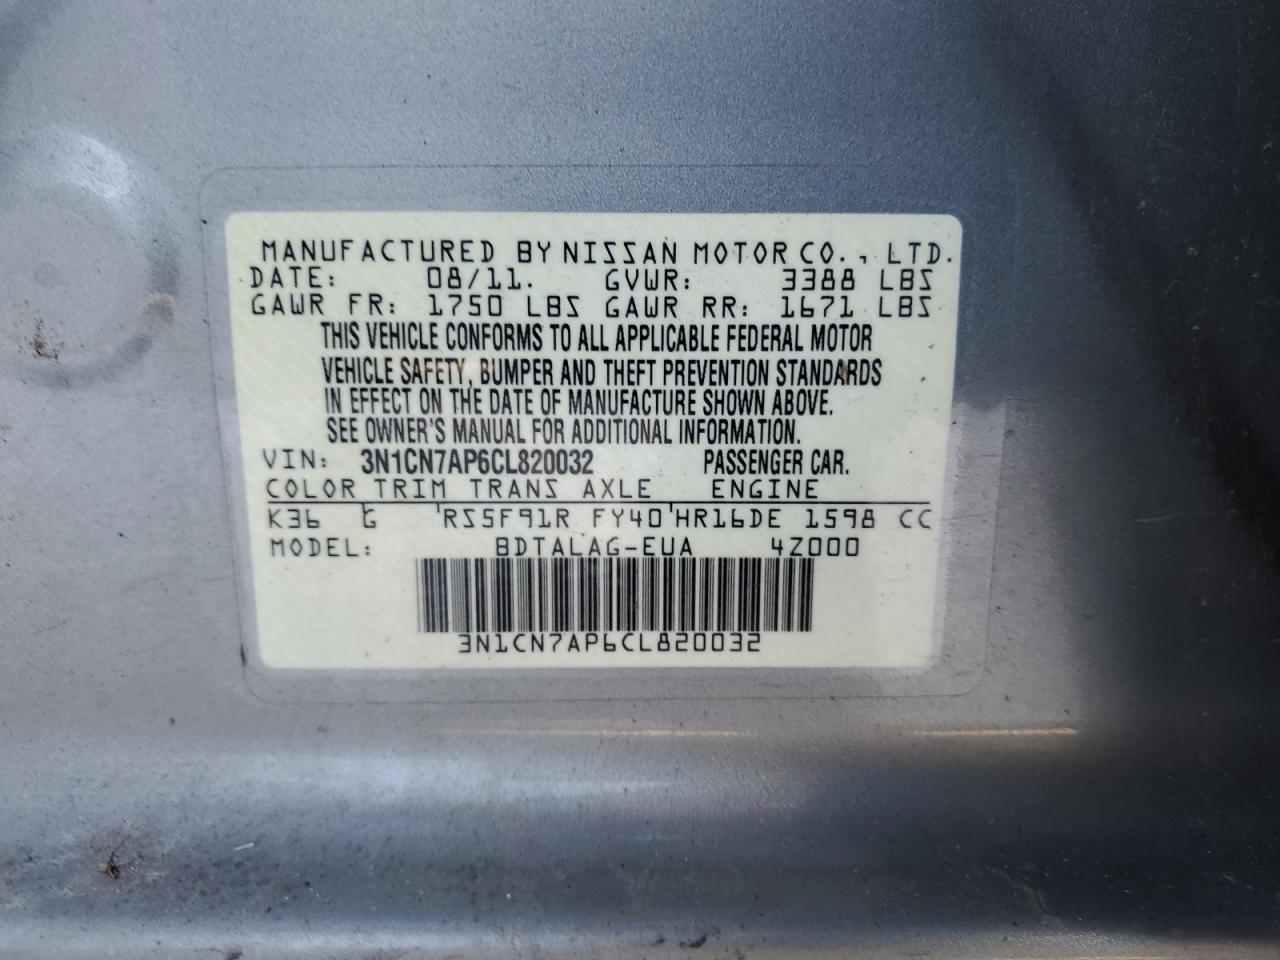 MANUFACTURED BY NISSAN MOTOR CO., LTD.
DATE: 08/11. GVWR: 3388 LBS
GAWR FR: 1750 LBS GAWR RR: 1671 LBS
THIS VEHICLE CONFORMS TO ALL APPLICABLE FEDERAL MOTOR
VEHICLE SAFETY, BUMPER AND THEFT PREVENTION STANDARDS
IN EFFECT ON THE DATE OF MANUFACTURE SHOWN ABOVE.
SEE OWNER'S MANUAL FOR ADDITIONAL INFORMATION.
VIN: 3N1CN7AP6CL820032 PASSENGER CAR.
COLOR TRIM TRANS AXLE ENGINE
K36 G RS5F91R FY40 HR16DE 1598 CC
MODEL: BDTALAG-EUA 4Z000
3N1CN7AP6CL820032